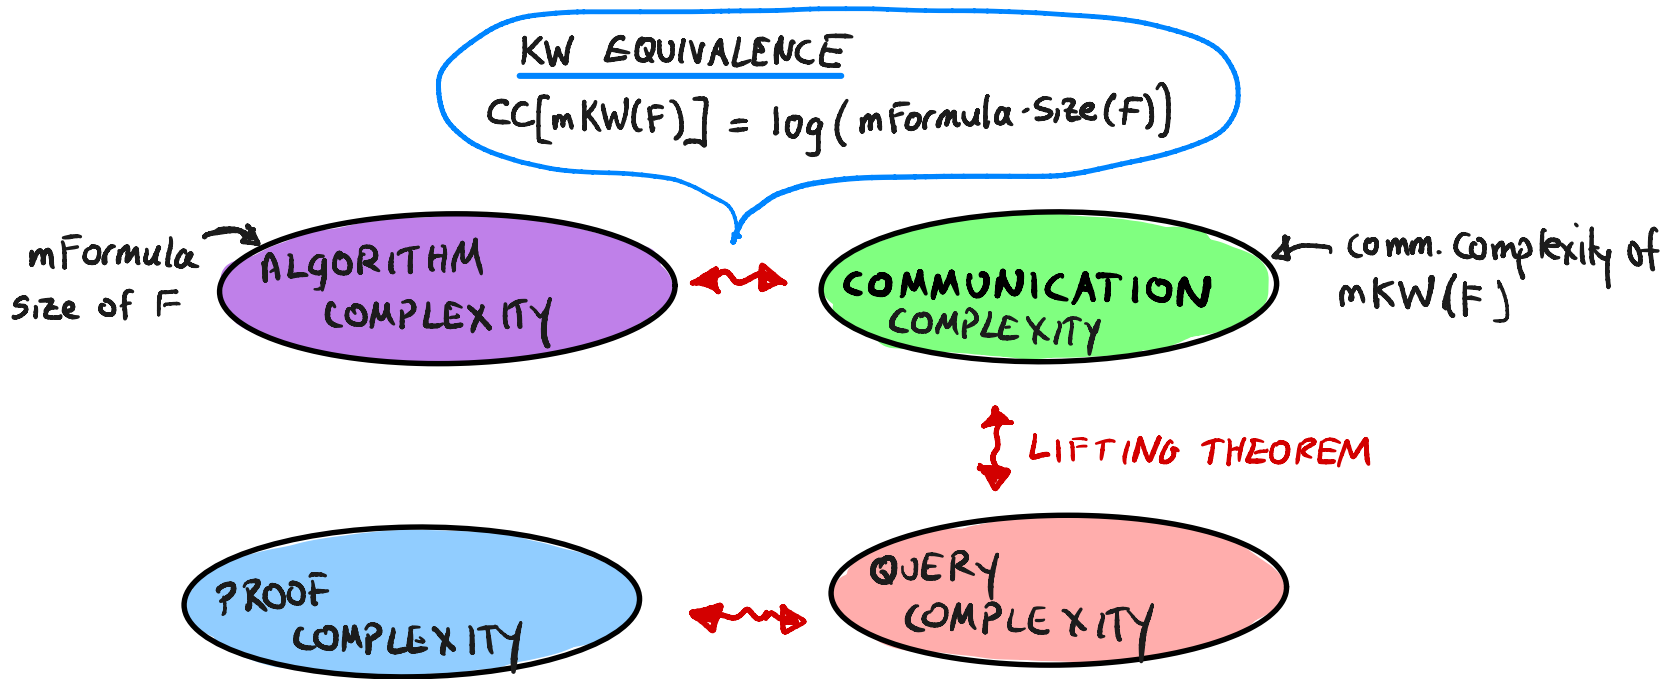 KW EQUIVALENCE
CC[mKW(F)] = log(mFormula-Size(F))
mFormula
size of F
ALgORITHM
COMPLEXITY
COMMUNICATION
COMPLEXITY
comm. complexity of
mKW(F)
LIFTING THEOREM
PROOF
COMPLEXITY
QUERY
COMPLEXITY